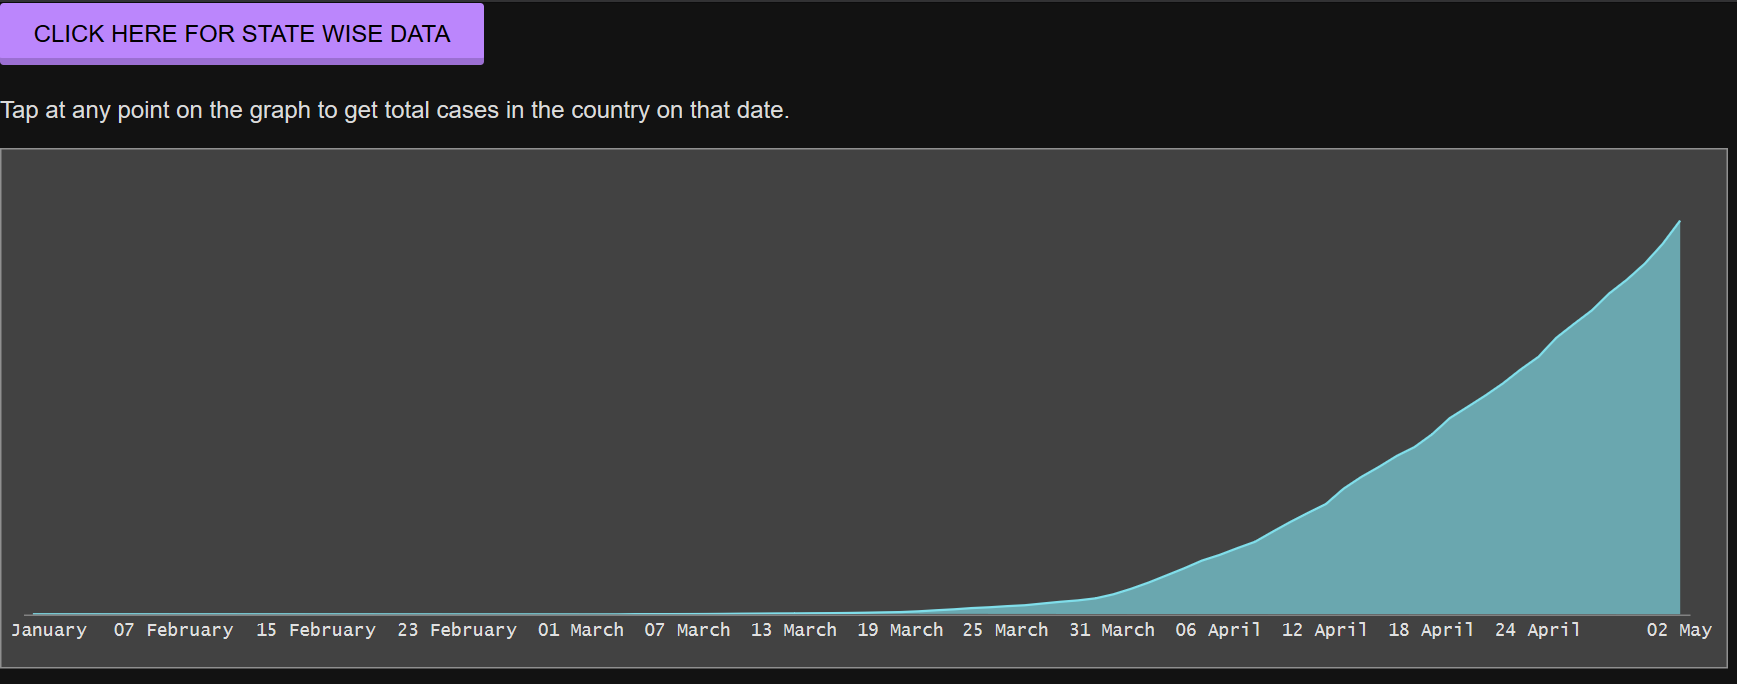 CLICK HERE FOR STATE WISE DATA
Tap at any point on the graph to get total cases in the country on that date.
January 07 February 15 February 23 February 01 March 07 March 13 March 19 March 25 March 31 March 06 April 12 April 18 April 24 April 02 May